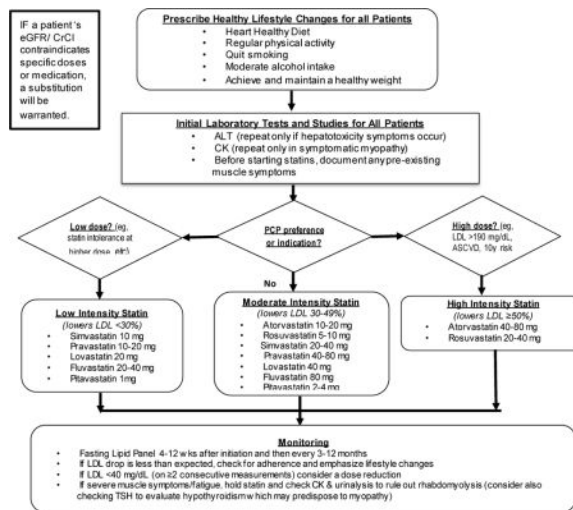 IF a patient's
eGFR/ CrCl
contraindicates
specific doses
or medication,
a substitution
will be
warranted.
Prescribe Healthy Lifestyle Changes for all Patients
• Heart Healthy Diet
• Regular physical activity
• Quit smoking
• Moderate alcohol intake
• Achieve and maintain a healthy weight
Initial Laboratory Tests and Studies for All Patients
• ALT (repeat only if hepatotoxicity symptoms occur)
• CK (repeat only in symptomatic myopathy)
• Before starting statins, document any pre-existing
muscle symptoms
Low dose? (eg,
statin intolerance at
higher dose, etc)
PCP preference
or indication?
High dose? (eg,
LDL >190 mg/dL,
ASCVD, 10y risk
No
Low Intensity Statin
(lowers LDL <30%)
• Simvastatin 10 mg
• Pravastatin 10-20 mg
• Lovastatin 20 mg
• Fluvastatin 20-40 mg
• Pitavastatin 1mg
Moderate Intensity Statin
(lowers LDL 30-49%)
• Atorvastatin 10-20 mg
• Rosuvastatin 5-10 mg
• Simvastatin 20-40 mg
• Pravastatin 40-80 mg
• Lovastatin 40 mg
• Fluvastatin 80 mg
• Pitavastatin 2-4 mg
High Intensity Statin
(lowers LDL ≥50%)
• Atorvastatin 40-80 mg
• Rosuvastatin 20-40 mg
Monitoring
• Fasting Lipid Panel 4-12 wks after initiation and then every 3-12 months
• If LDL drop is less than expected, check for adherence and emphasize lifestyle changes
• If LDL <40 mg/dL (on ≥2 consecutive measurements) consider a dose reduction
• If severe muscle symptoms/fatigue, hold statin and check CK & urinalysis to rule out rhabdomyolysis (consider also
checking TSH to evaluate hypothyroidism which may predispose to myopathy)